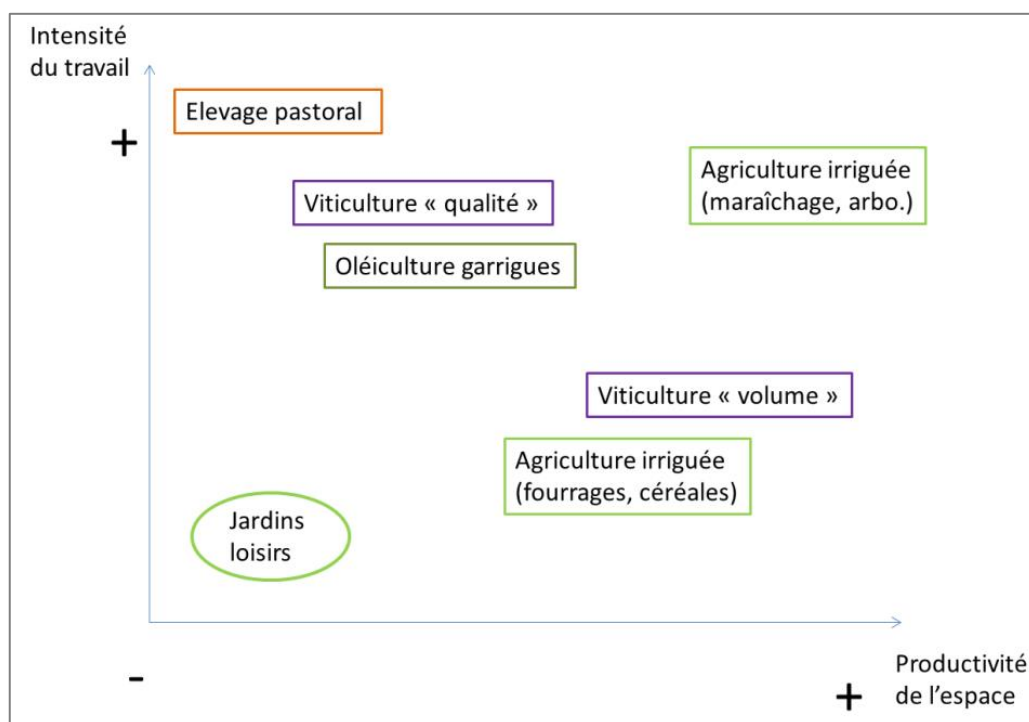 Intensité
du travail
+
Elevage pastoral
Agriculture irriguée
(maraîchage, arbo.)
Viticulture « qualité »
Oléiculture garrigues
Viticulture « volume »
Agriculture irriguée
(fourrages, céréales)
Jardins
loisirs
-
+
Productivité
de l’espace